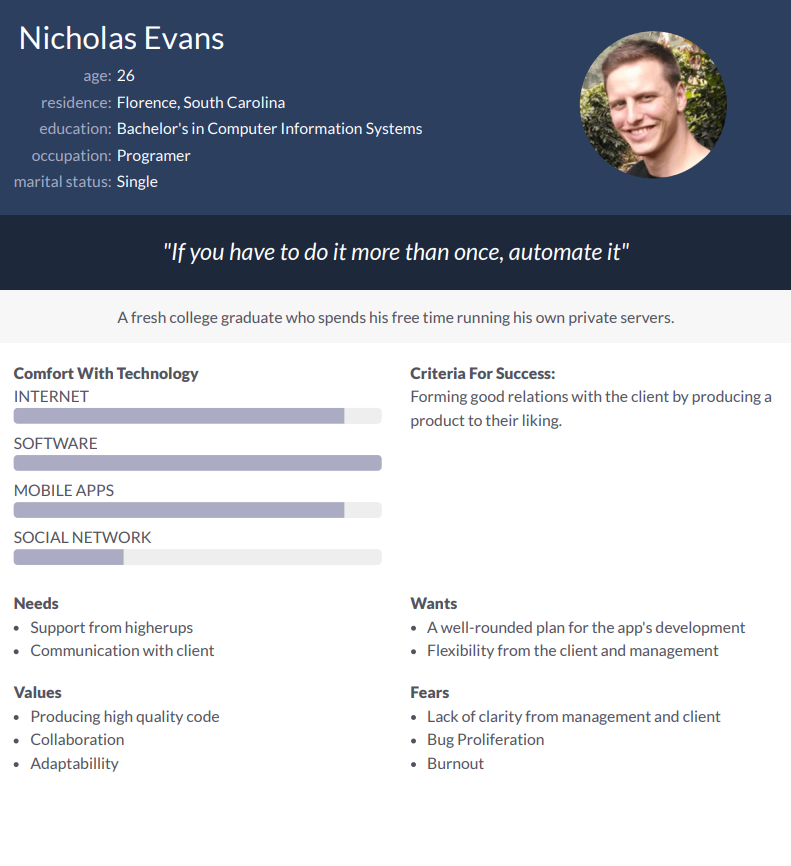 Nicholas Evans
age: 26
residence: Florence, South Carolina
education: Bachelor's in Computer Information Systems
occupation: Programer
marital status: Single
"If you have to do it more than once, automate it"
A fresh college graduate who spends his free time running his own private servers.
Comfort With Technology
INTERNET
SOFTWARE
MOBILE APPS
SOCIAL NETWORK
Criteria For Success:
Forming good relations with the client by producing a
product to their liking.
Needs
• Support from higherups
• Communication with client
Wants
• A well-rounded plan for the app's development
• Flexibility from the client and management
Values
• Producing high quality code
• Collaboration
• Adaptabillity
Fears
• Lack of clarity from management and client
• Bug Proliferation
• Burnout